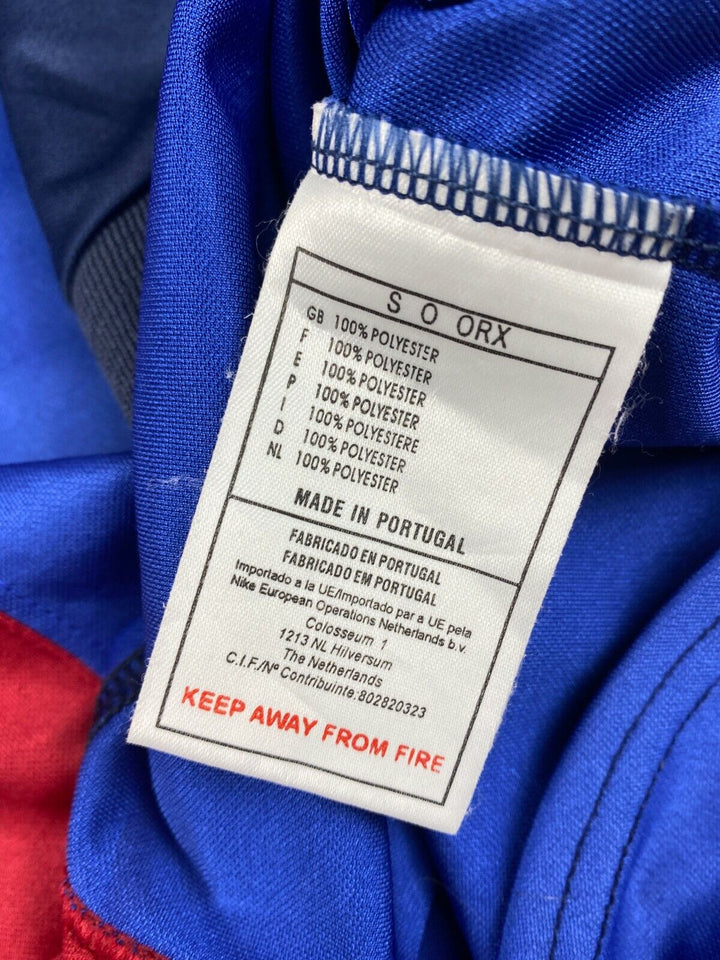 S O ORX
GB 100% POLYESTER
F 100% POLYESTER
E 100% POLYESTER
P 100% POLYESTER
I 100% POLYESTERE
D 100% POLYESTER
NL 100% POLYESTER
MADE IN PORTUGAL
FABRICADO EN PORTUGAL
FABRICADO EM PORTUGAL
Importado a la UE/Importado par a UE pela
Nike European Operations Netherlands b.v.
Colosseum 1
1213 NL Hilversum
The Netherlands
C.I.F./Nº Contribuinte:802820323
KEEP AWAY FROM FIRE